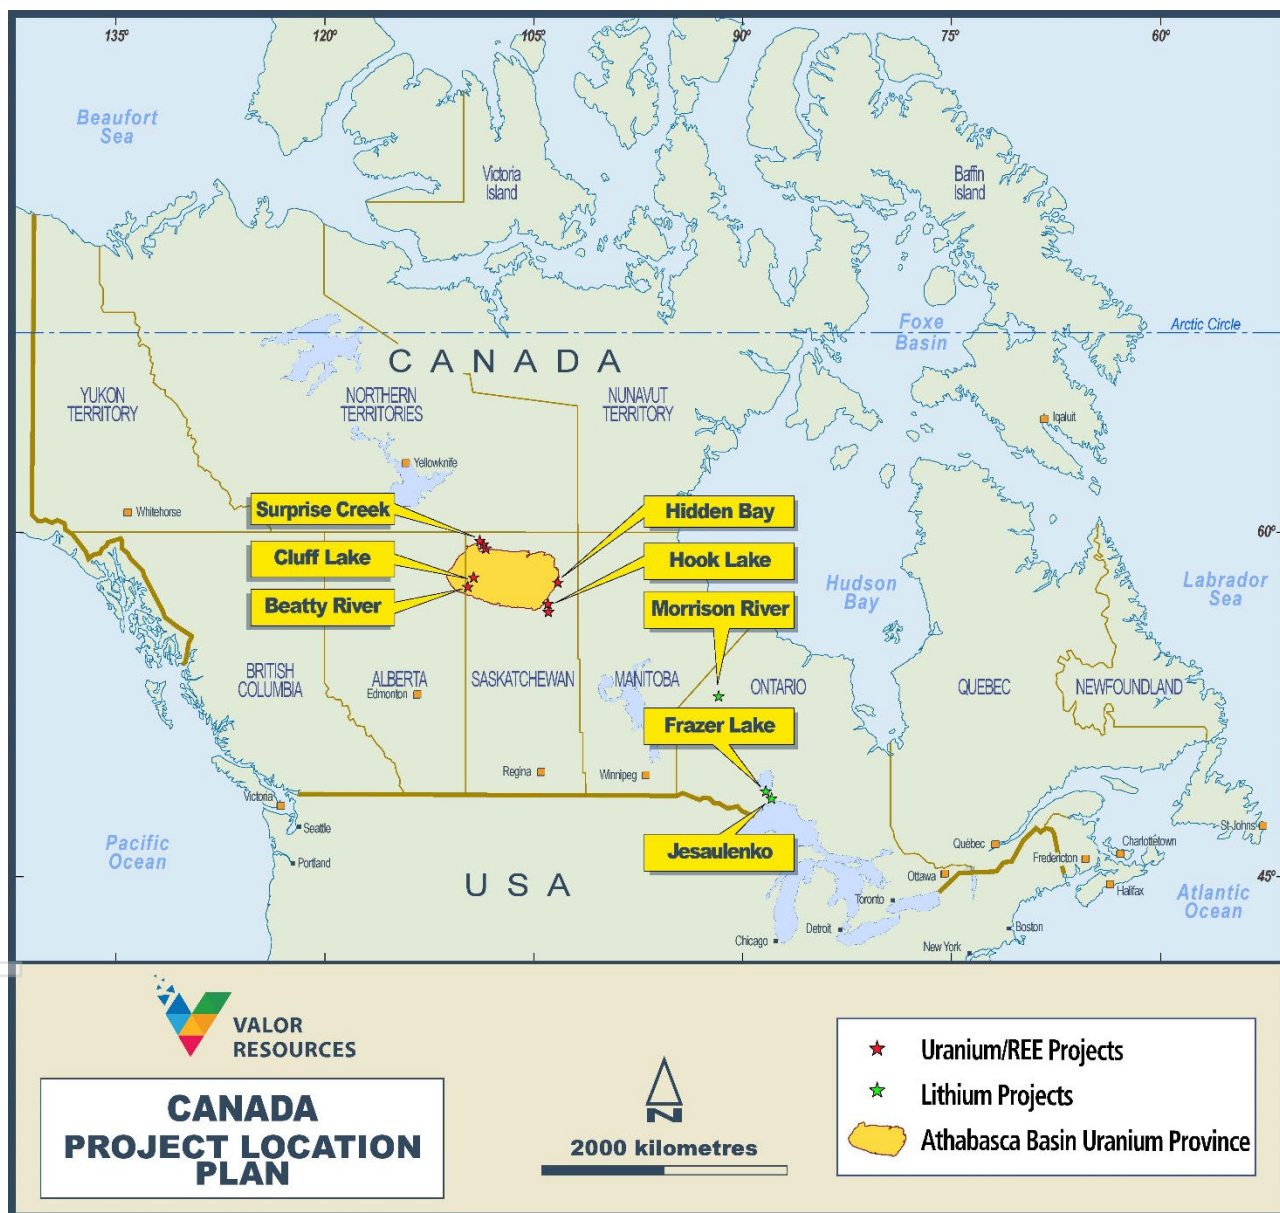 135°
120°
105°
90°
75°
60°
Beaufort
Sea
Victoria
Island
Baffin
Island
Foxe
Basin
Arctic Circle
CANADA
YUKON
TERRITORY
NORTHERN
TERRITORIES
NUNAVUT
TERRITORY
Iqaluit
Yellowknife
Whitehorse
Surprise Creek
Hidden Bay
60°
Cluff Lake
Hook Lake
Beatty River
Morrison River
Hudson
Bay
Labrador
Sea
BRITISH
COLUMBIA
ALBERTA
Edmonton
SASKATCHEWAN
MANITOBA
ONTARIO
QUEBEC
NEWFOUNDLAND
Frazer Lake
Regina
Winnipeg
Victoria
Seattle
Portland
Pacific
Ocean
Jesaulenko
USA
Québec
Fredericton
Charlottetown
St-Johns
Ottawa
Halifax
45°
Toronto
Atlantic
Ocean
Chicago
Detroit
Boston
New York
VALOR
RESOURCES
CANADA
PROJECT LOCATION
PLAN
N
2000 kilometres
Uranium/REE Projects
Lithium Projects
Athabasca Basin Uranium Province